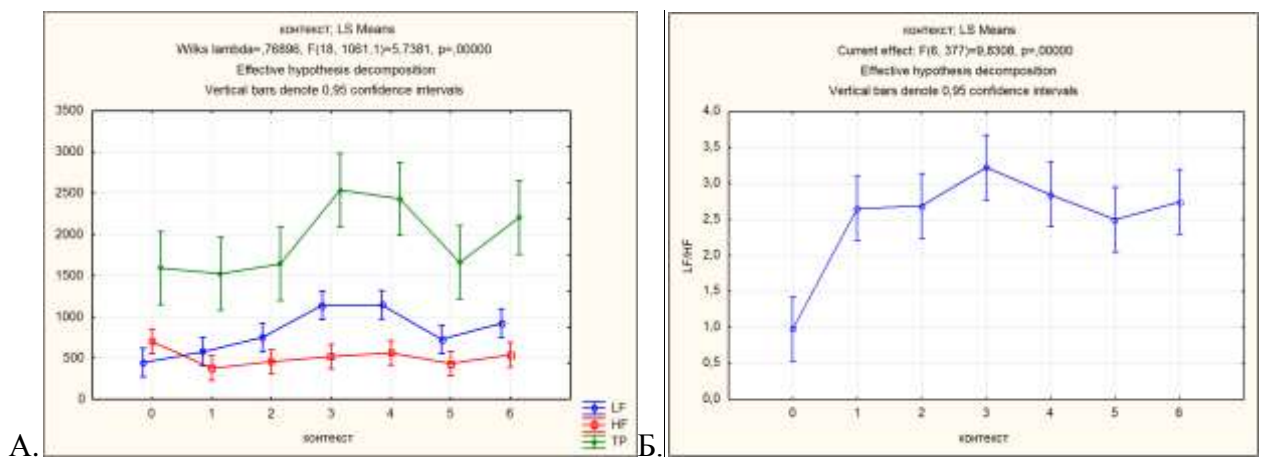 контекст; LS Means
Wilks lambda=,76896, F(18, 1061,1)=5,7381, p=,00000
Effective hypothesis decomposition
Vertical bars denote 0,95 confidence intervals
3500
3000
2500
2000
1500
1000
500
0
0 1 2 3 4 5 6
контекст
LF
HF
TP
А.
контекст; LS Means
Current effect: F(6, 377)=9,8308, p=,00000
Effective hypothesis decomposition
Vertical bars denote 0,95 confidence intervals
4,0
3,5
3,0
2,5
2,0
1,5
1,0
0,5
0,0
LF/HF
0 1 2 3 4 5 6
контекст
Б.